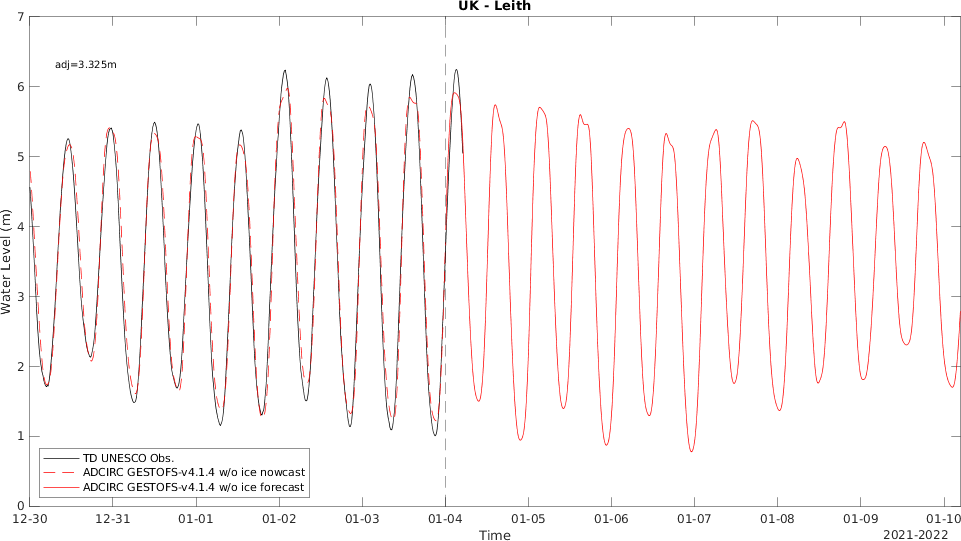 UK - Leith
7
adj=3.325m
6
5
4
Water Level (m)
3
2
1
TD UNESCO Obs.
ADCIRC GESTOFS-v4.1.4 w/o ice nowcast
ADCIRC GESTOFS-v4.1.4 w/o ice forecast
0
12-30 12-31 01-01 01-02 01-03 01-04 01-05 01-06 01-07 01-08 01-09 01-10
Time
2021-2022